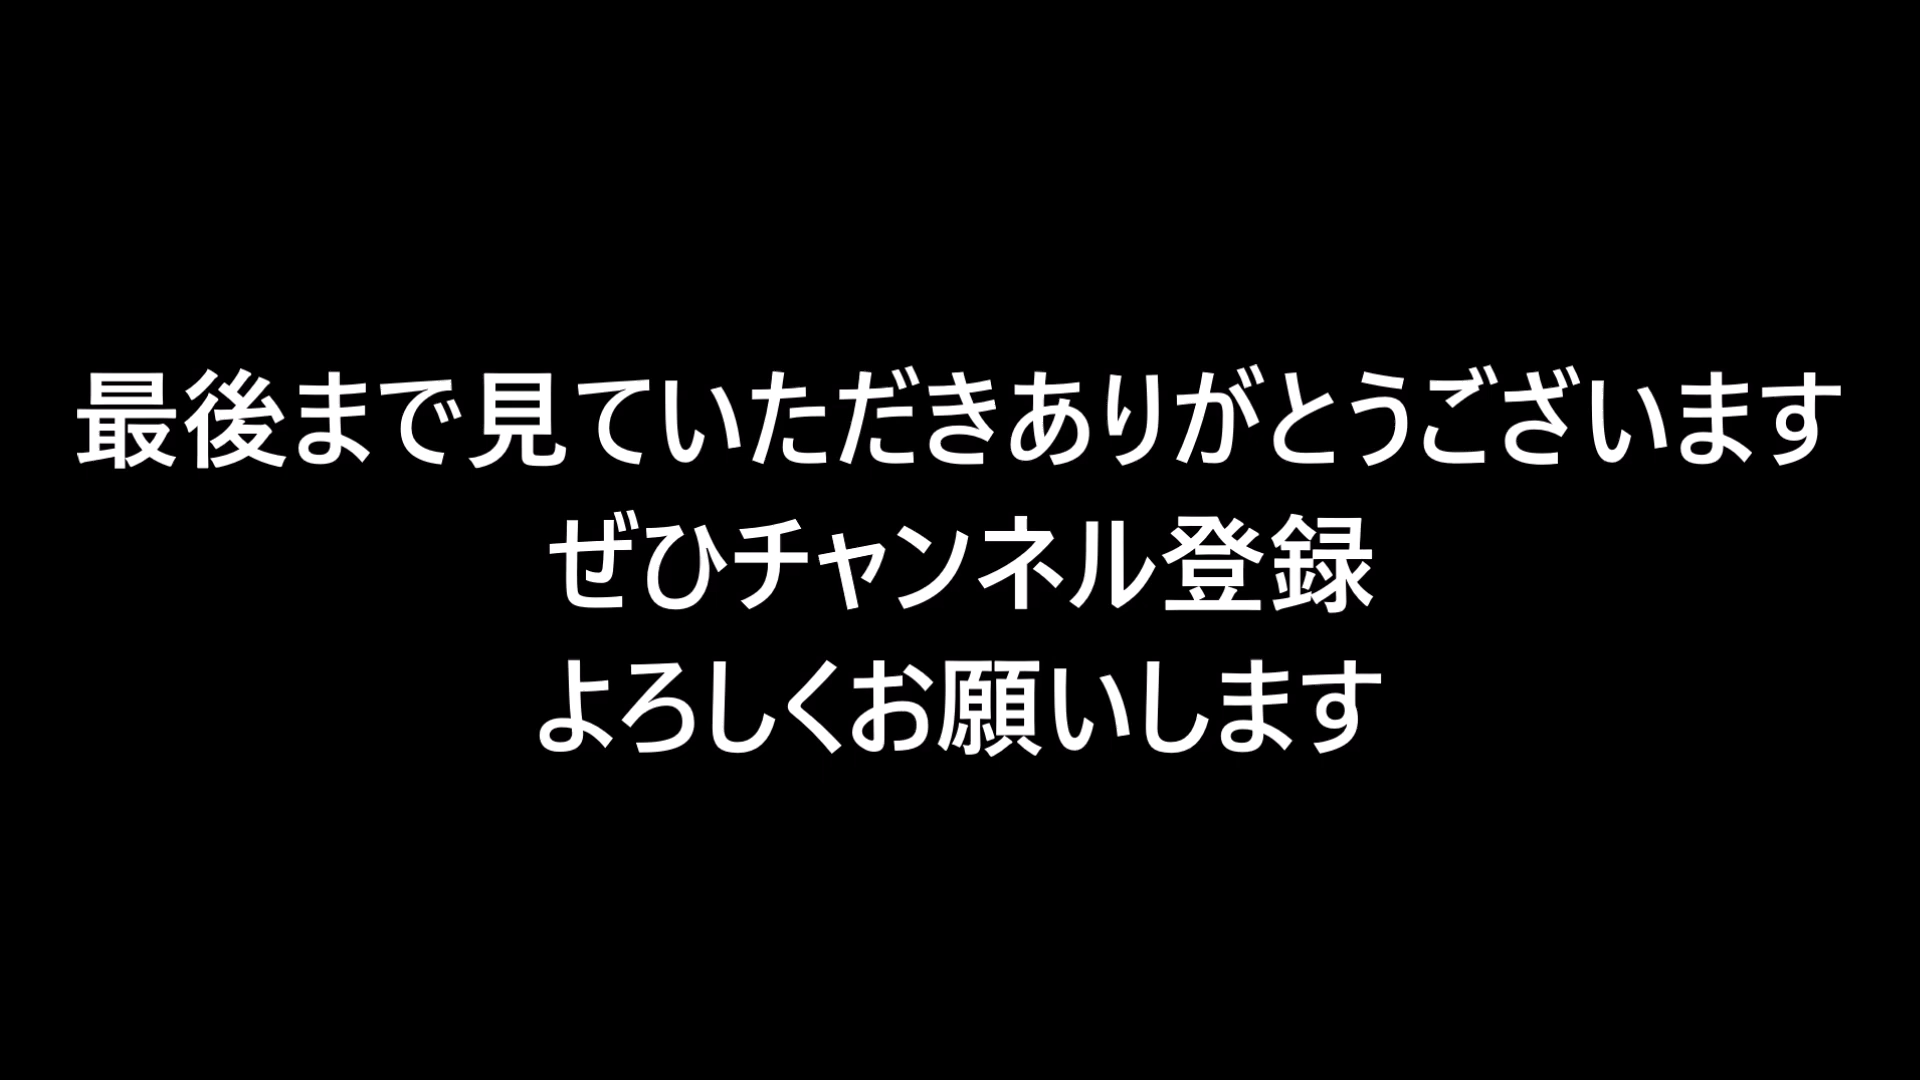 最後まで見ていただきありがとうございます
ぜひチャンネル登録
よろしくお願いします